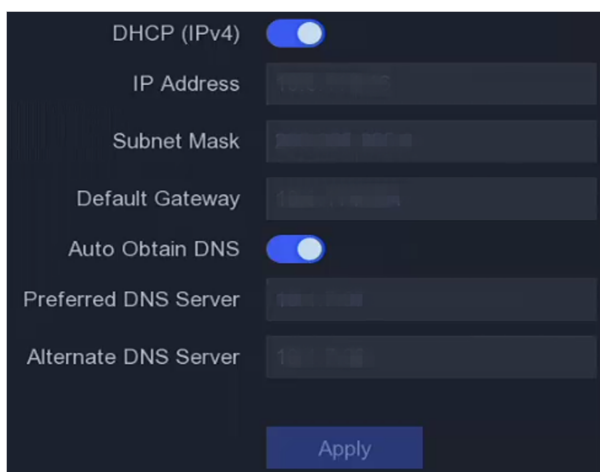 DHCP (IPv4)
IP Address
Subnet Mask
Default Gateway
Auto Obtain DNS
Preferred DNS Server
Alternate DNS Server
Apply